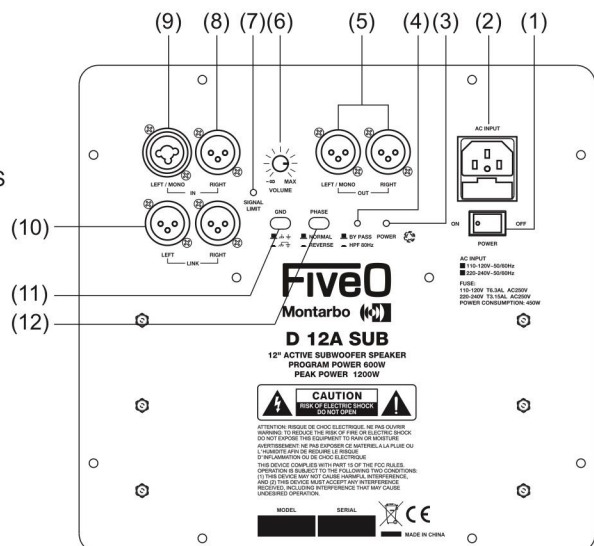 (9) (8) (7) (6) (5) (4) (3) (2) (1)
S
AC INPUT
LEFT / MONO RIGHT
IN
-∞ MAX
VOLUME
LEFT / MONO RIGHT
OUT
SIGNAL
LIMIT
(10)
GND PHASE
ON OFF
POWER
NORMAL BY PASS POWER
REVERSE HPF 80Hz
LEFT RIGHT
LINK
(11)
(12)
AC INPUT
110-120V~50/60Hz
220-240V~50/60Hz
FUSE:
110-120V T6.3AL AC250V
220-240V T3.15AL AC250V
POWER CONSUMPTION: 450W
FiveO
Montarbo
D 12A SUB
12" ACTIVE SUBWOOFER SPEAKER
PROGRAM POWER 600W
PEAK POWER 1200W
CAUTION
RISK OF ELECTRIC SHOCK
DO NOT OPEN
ATTENTION: RISQUE DE CHOC ELECTRIQUE, NE PAS OUVRIR
WARNING: TO REDUCE THE RISK OF FIRE OR ELECTRIC SHOCK
DO NOT EXPOSE THIS EQUIPMENT TO RAIN OR MOISTURE
AVERTISSEMENT: NE PAS EXPOSER CE MATERIEL A LA PLUIE OU
L'HUMIDITE AFIN DE REDUIRE LE RISQUE
D'INFLAMMATION OU DE CHOC ELECTRIQUE
THIS DEVICE COMPLIES WITH PART 15 OF THE FCC RULES.
OPERATION IS SUBJECT TO THE FOLLOWING TWO CONDITIONS:
(1) THIS DEVICE MAY NOT CAUSE HARMFUL INTERFERENCE,
AND (2) THIS DEVICE MUST ACCEPT ANY INTERFERENCE
RECEIVED, INCLUDING INTERFERENCE THAT MAY CAUSE
UNDESIRED OPERATION.
MODEL SERIAL
CE
MADE IN CHINA